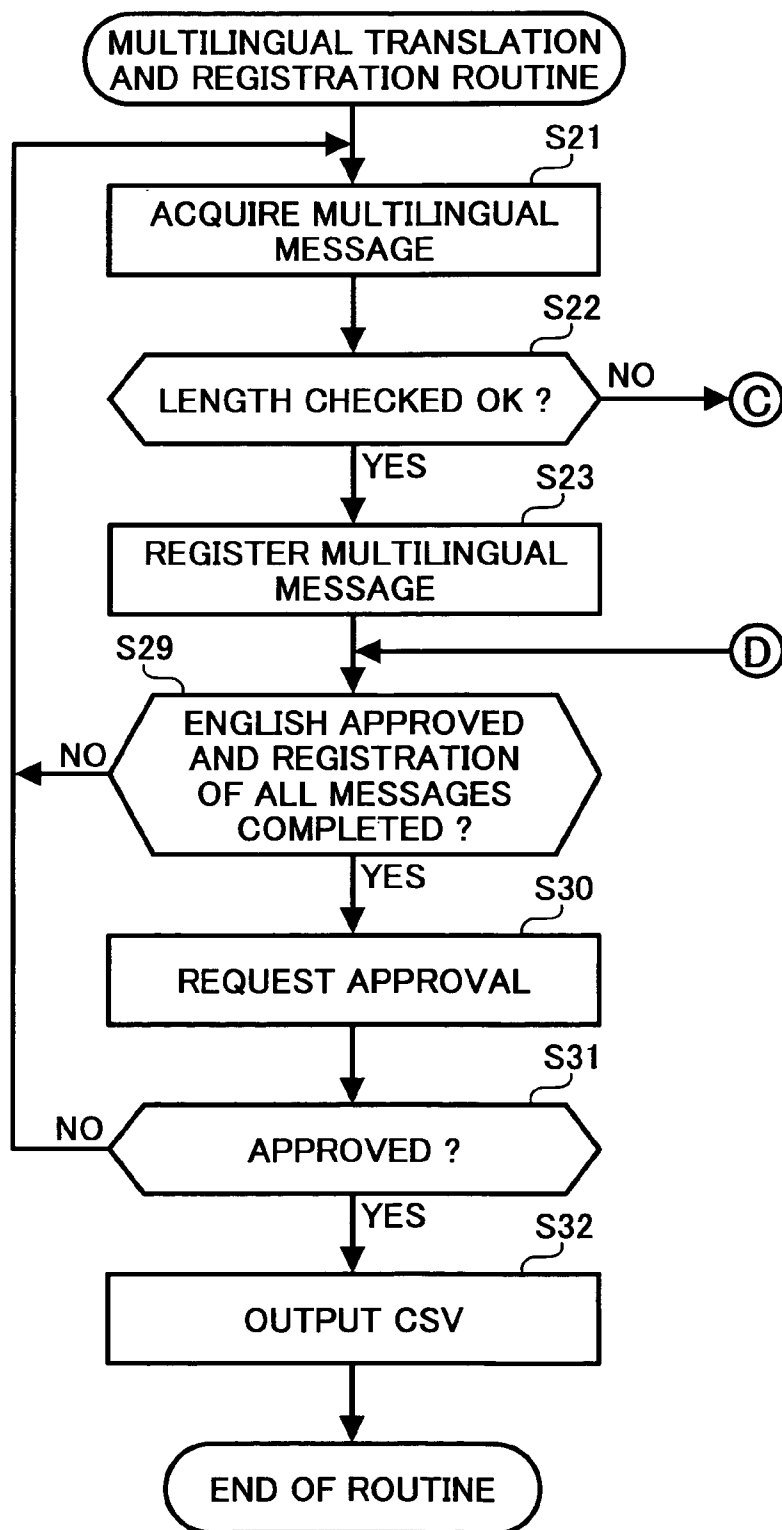 MULTILINGUAL TRANSLATION
AND REGISTRATION ROUTINE
S21
ACQUIRE MULTILINGUAL
MESSAGE
S22
LENGTH CHECKED OK ?
NO
C
YES
S23
REGISTER MULTILINGUAL
MESSAGE
D
S29
ENGLISH APPROVED
AND REGISTRATION
OF ALL MESSAGES
COMPLETED ?
NO
YES
S30
REQUEST APPROVAL
S31
APPROVED ?
NO
YES
S32
OUTPUT CSV
END OF ROUTINE